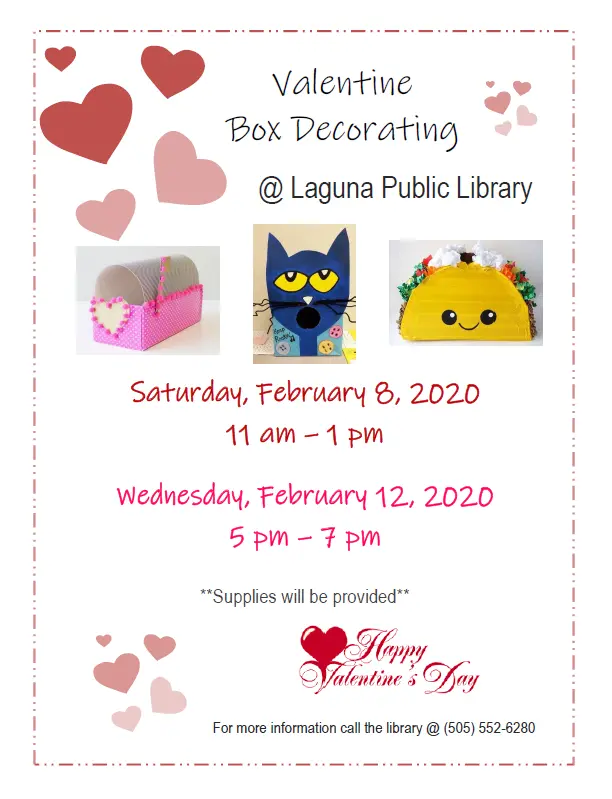 Valentine
Box Decorating
@ Laguna Public Library
Saturday, February 8, 2020
11 am – 1 pm
Wednesday, February 12, 2020
5 pm – 7 pm
**Supplies will be provided**
Happy
Valentine's Day
For more information call the library @ (505) 552-6280